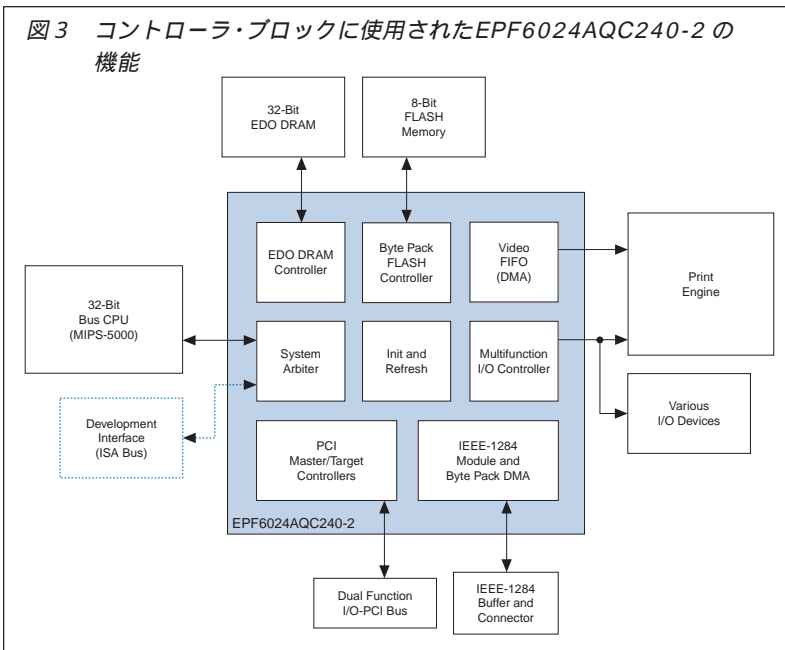 図3 コントローラ・ブロックに使用されたEPF6024AQC240-2 の
機能
32-Bit
EDO DRAM
8-Bit
FLASH
Memory
EDO DRAM
Controller
Byte Pack
FLASH
Controller
Video
FIFO
(DMA)
Print
Engine
32-Bit
Bus CPU
(MIPS-5000)
System
Arbiter
Init and
Refresh
Multifunction
I/O Controller
Development
Interface
(ISA Bus)
Various
I/O Devices
PCI
Master/Target
Controllers
IEEE-1284
Module and
Byte Pack DMA
EPF6024AQC240-2
Dual Function
I/O-PCI Bus
IEEE-1284
Buffer and
Connector